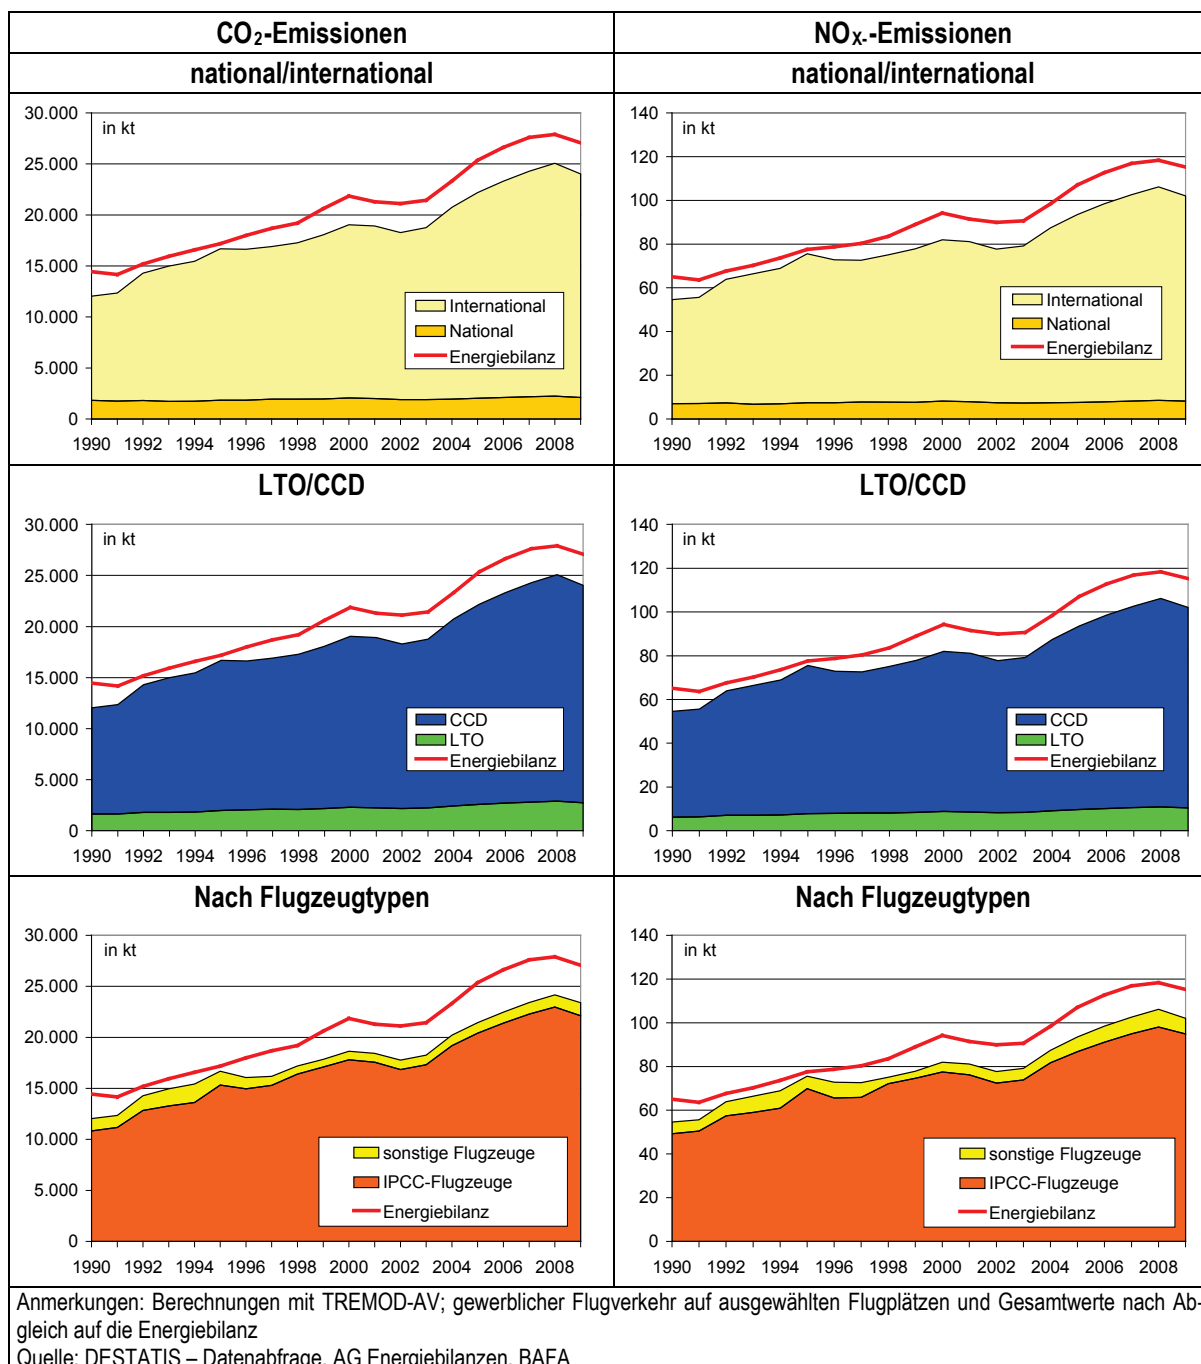 CO₂-Emissionen
NOX.-Emissionen
national/international
national/international
30.000
25.000
20.000
15.000
10.000
5.000
0
in kt
International
National
Energiebilanz
1990 1992 1994 1996 1998 2000 2002 2004 2006 2008
140
120
100
80
60
40
20
0
in kt
International
National
Energiebilanz
1990 1992 1994 1996 1998 2000 2002 2004 2006 2008
LTO/CCD
LTO/CCD
30.000
25.000
20.000
15.000
10.000
5.000
0
in kt
CCD
LTO
Energiebilanz
1990 1992 1994 1996 1998 2000 2002 2004 2006 2008
140
120
100
80
60
40
20
0
in kt
CCD
LTO
Energiebilanz
1990 1992 1994 1996 1998 2000 2002 2004 2006 2008
Nach Flugzeugtypen
Nach Flugzeugtypen
30.000
25.000
20.000
15.000
10.000
5.000
0
in kt
sonstige Flugzeuge
IPCC-Flugzeuge
Energiebilanz
1990 1992 1994 1996 1998 2000 2002 2004 2006 2008
140
120
100
80
60
40
20
0
in kt
sonstige Flugzeuge
IPCC-Flugzeuge
Energiebilanz
1990 1992 1994 1996 1998 2000 2002 2004 2006 2008
Anmerkungen: Berechnungen mit TREMOD-AV; gewerblicher Flugverkehr auf ausgewählten Flugplätzen und Gesamtwerte nach Ab-
gleich auf die Energiebilanz
Quelle: DESTATIS – Datenabfrage, AG Energiebilanzen, BAFA